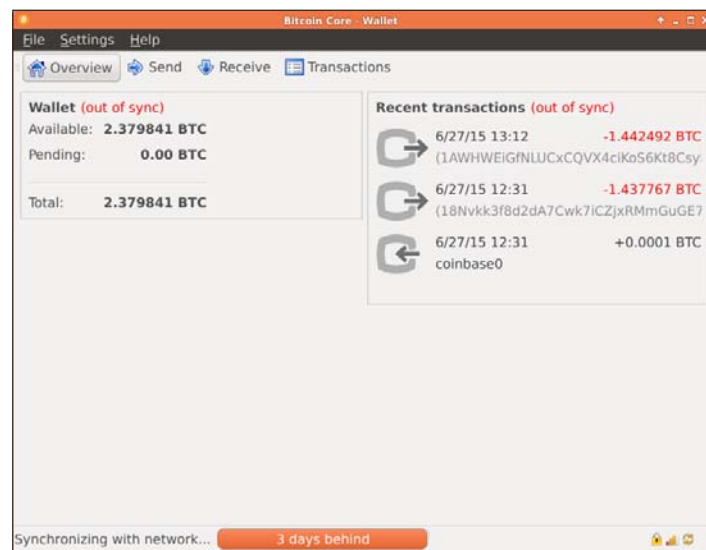 Bitcoin Core - Wallet
File Settings Help
Overview Send Receive Transactions
Wallet (out of sync)
Available: 2.379841 BTC
Pending: 0.00 BTC
Total: 2.379841 BTC
Recent transactions (out of sync)
6/27/15 13:12 -1.442492 BTC
(1AWHWEiGfNLUCxCQVX4ciKoS6Kt8Csy
6/27/15 12:31 -1.437767 BTC
(18Nvkk3f8d2dA7Cwk7iCZjxRMmGuGE7
6/27/15 12:31 +0.0001 BTC
coinbase0
Synchronizing with network... 3 days behind